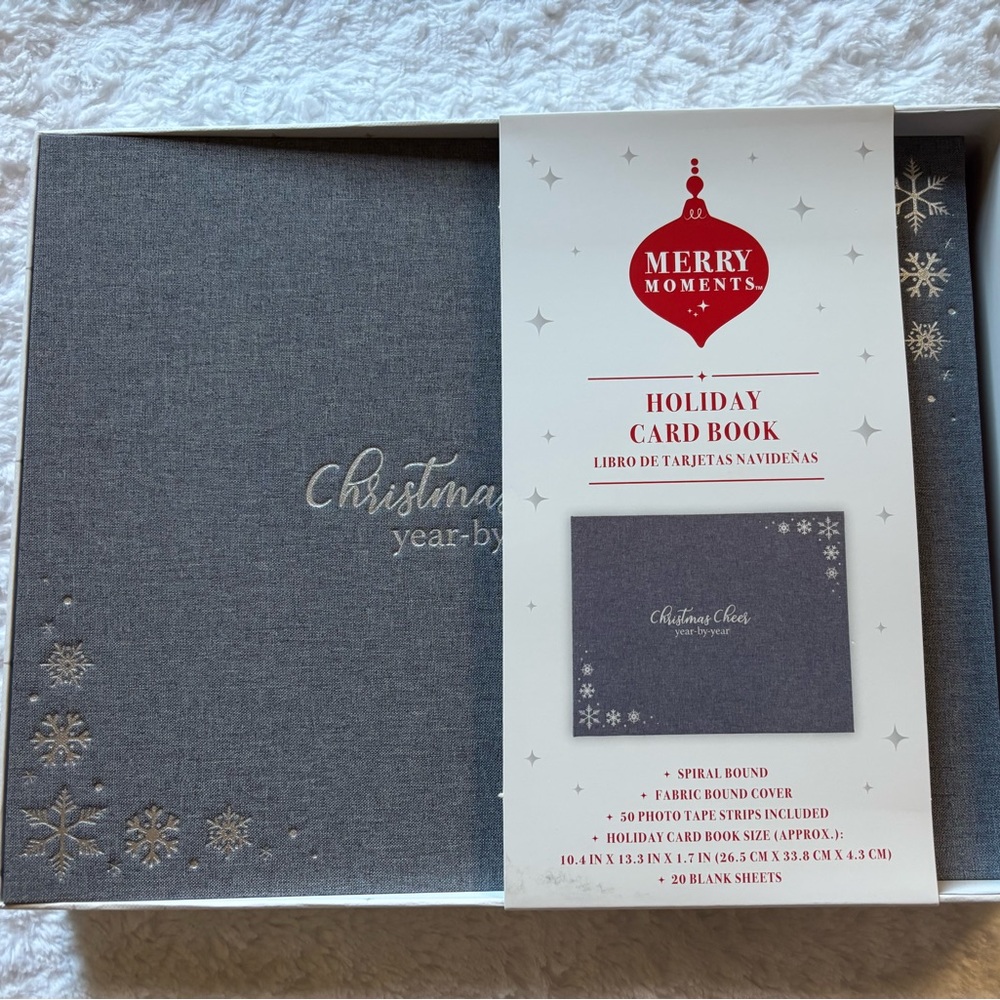 Christmas
year-by
MERRY
MOMENTS™
HOLIDAY
CARD BOOK
LIBRO DE TARJETAS NAVIDEÑAS
Christmas Cheer
year-by-year
SPIRAL BOUND
FABRIC BOUND COVER
50 PHOTO TAPE STRIPS INCLUDED
HOLIDAY CARD BOOK SIZE (APPROX.):
10.4 IN X 13.3 IN X 1.7 IN (26.5 CM X 33.8 CM X 4.3 CM)
20 BLANK SHEETS